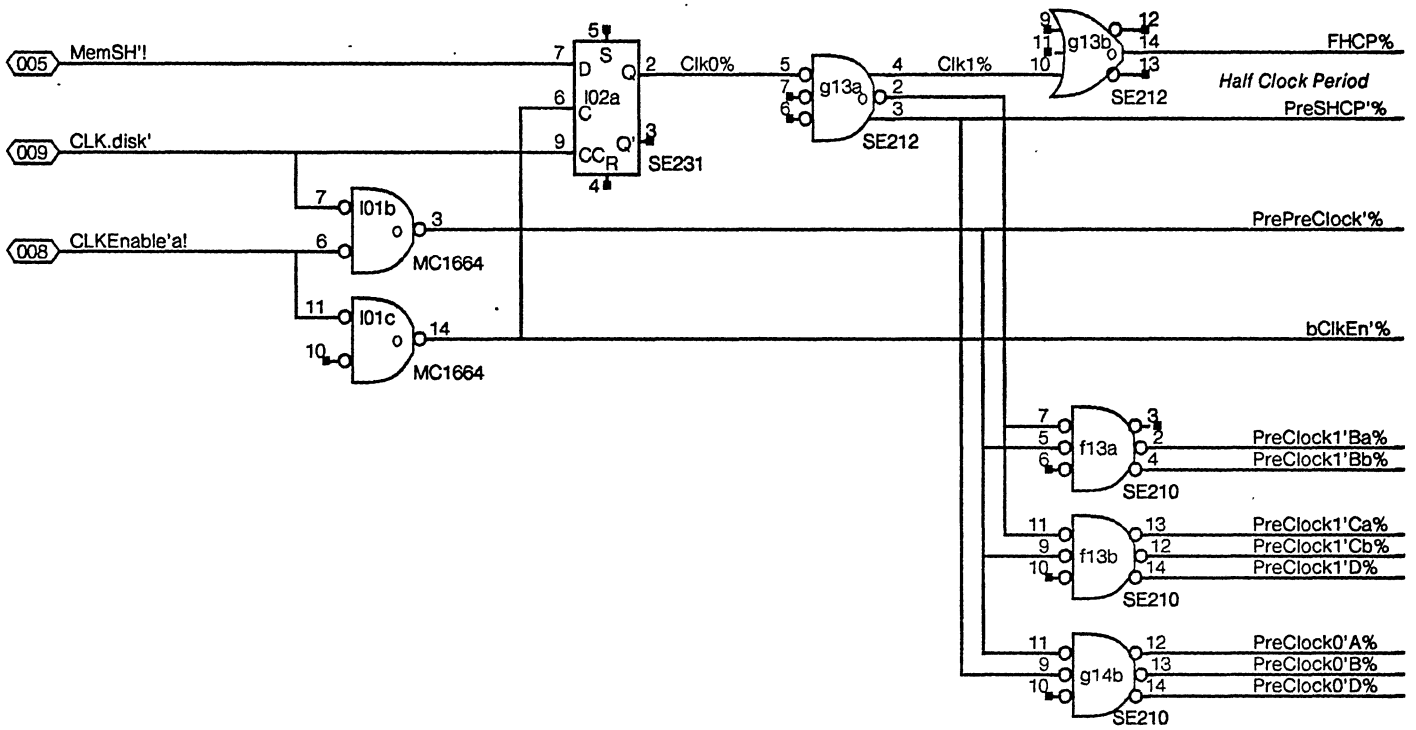 005 MemSH'!
009 CLK.disk'
008 CLKEnable'a!
5
7 D S Q 2
I02a
6 C
9 CC R Q' 3
4
SE231
Clk0%
7 I01b 3
6
MC1664
11 I01c 14
10
MC1664
5 g13a 4
7 2
6 3
SE212
Clk1%
9 g13b 12
11 14
10 13
SE212
FHCP%
Half Clock Period
PreSHCP'%
PrePreClock'%
bClkEn'%
7 3
5 f13a 2 PreClock1'Ba%
6 4 PreClock1'Bb%
SE210
11 13 PreClock1'Ca%
9 f13b 12 PreClock1'Cb%
10 14 PreClock1'D%
SE210
11 12 PreClock0'A%
9 g14b 13 PreClock0'B%
10 14 PreClock0'D%
SE210